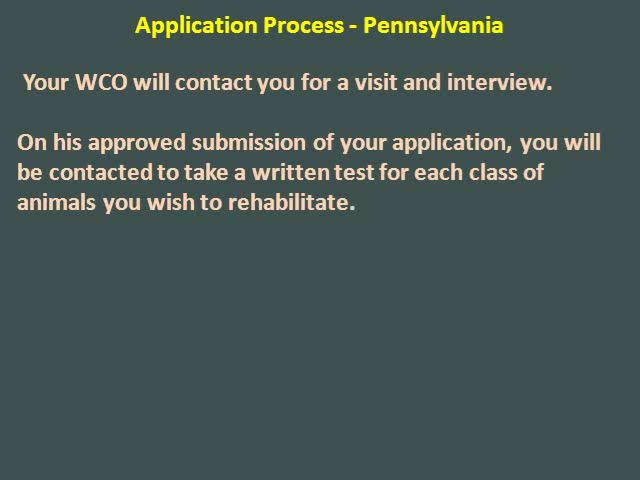 Application Process - Pennsylvania
Your WCO will contact you for a visit and interview.
On his approved submission of your application, you will
be contacted to take a written test for each class of
animals you wish to rehabilitate.